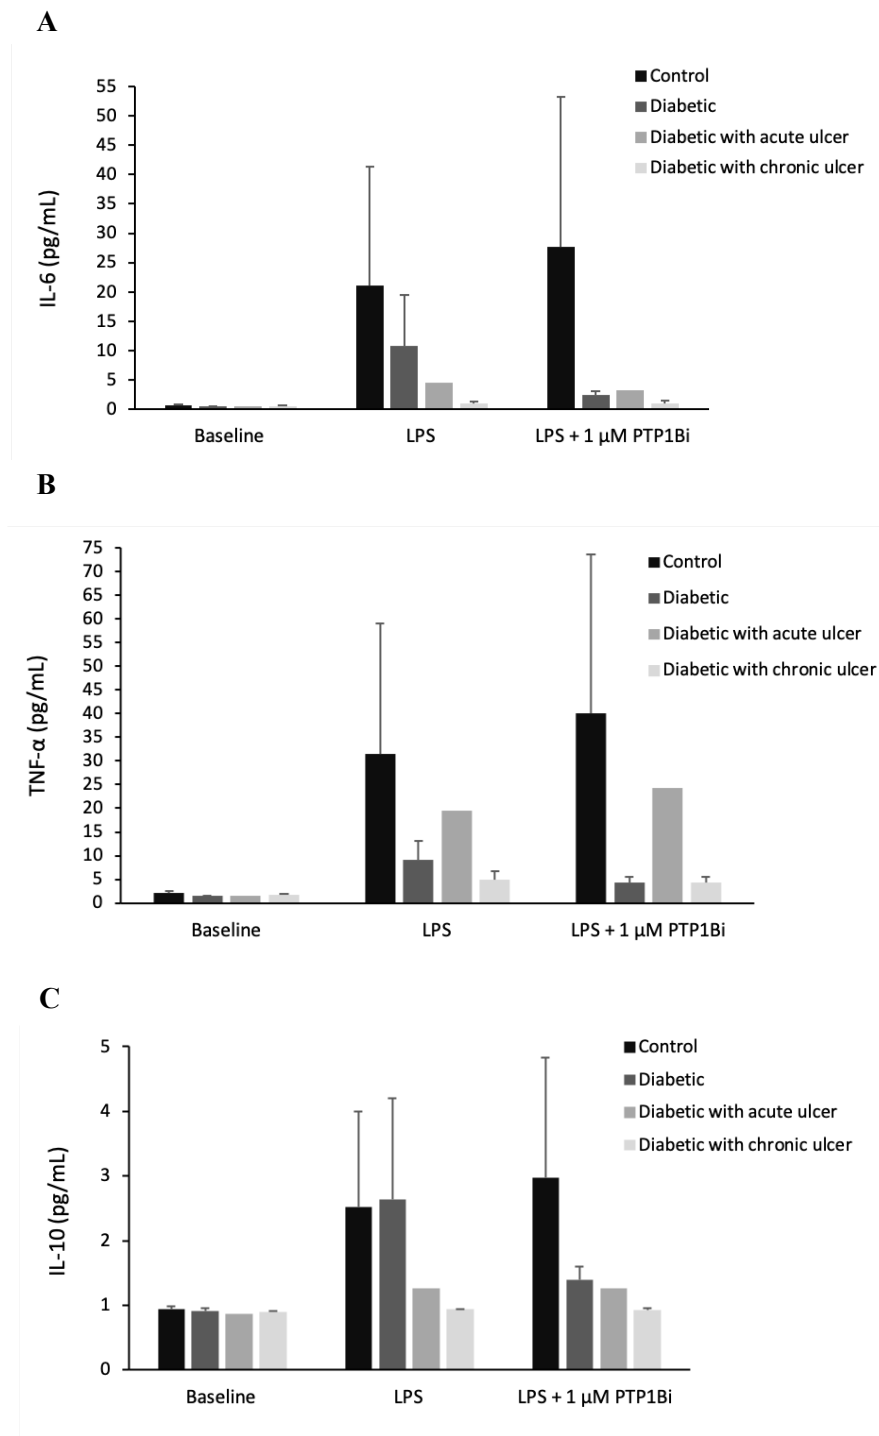 A
Control
Diabetic
Diabetic with acute ulcer
Diabetic with chronic ulcer
IL-6 (pg/mL)
55
50
45
40
35
30
25
20
15
10
5
0
Baseline LPS LPS + 1 µM PTP1Bi
B
Control
Diabetic
Diabetic with acute ulcer
Diabetic with chronic ulcer
TNF-α (pg/mL)
75
70
65
60
55
50
45
40
35
30
25
20
15
10
5
0
Baseline LPS LPS + 1 µM PTP1Bi
C
Control
Diabetic
Diabetic with acute ulcer
Diabetic with chronic ulcer
IL-10 (pg/mL)
5
4
3
2
1
0
Baseline LPS LPS + 1 µM PTP1Bi